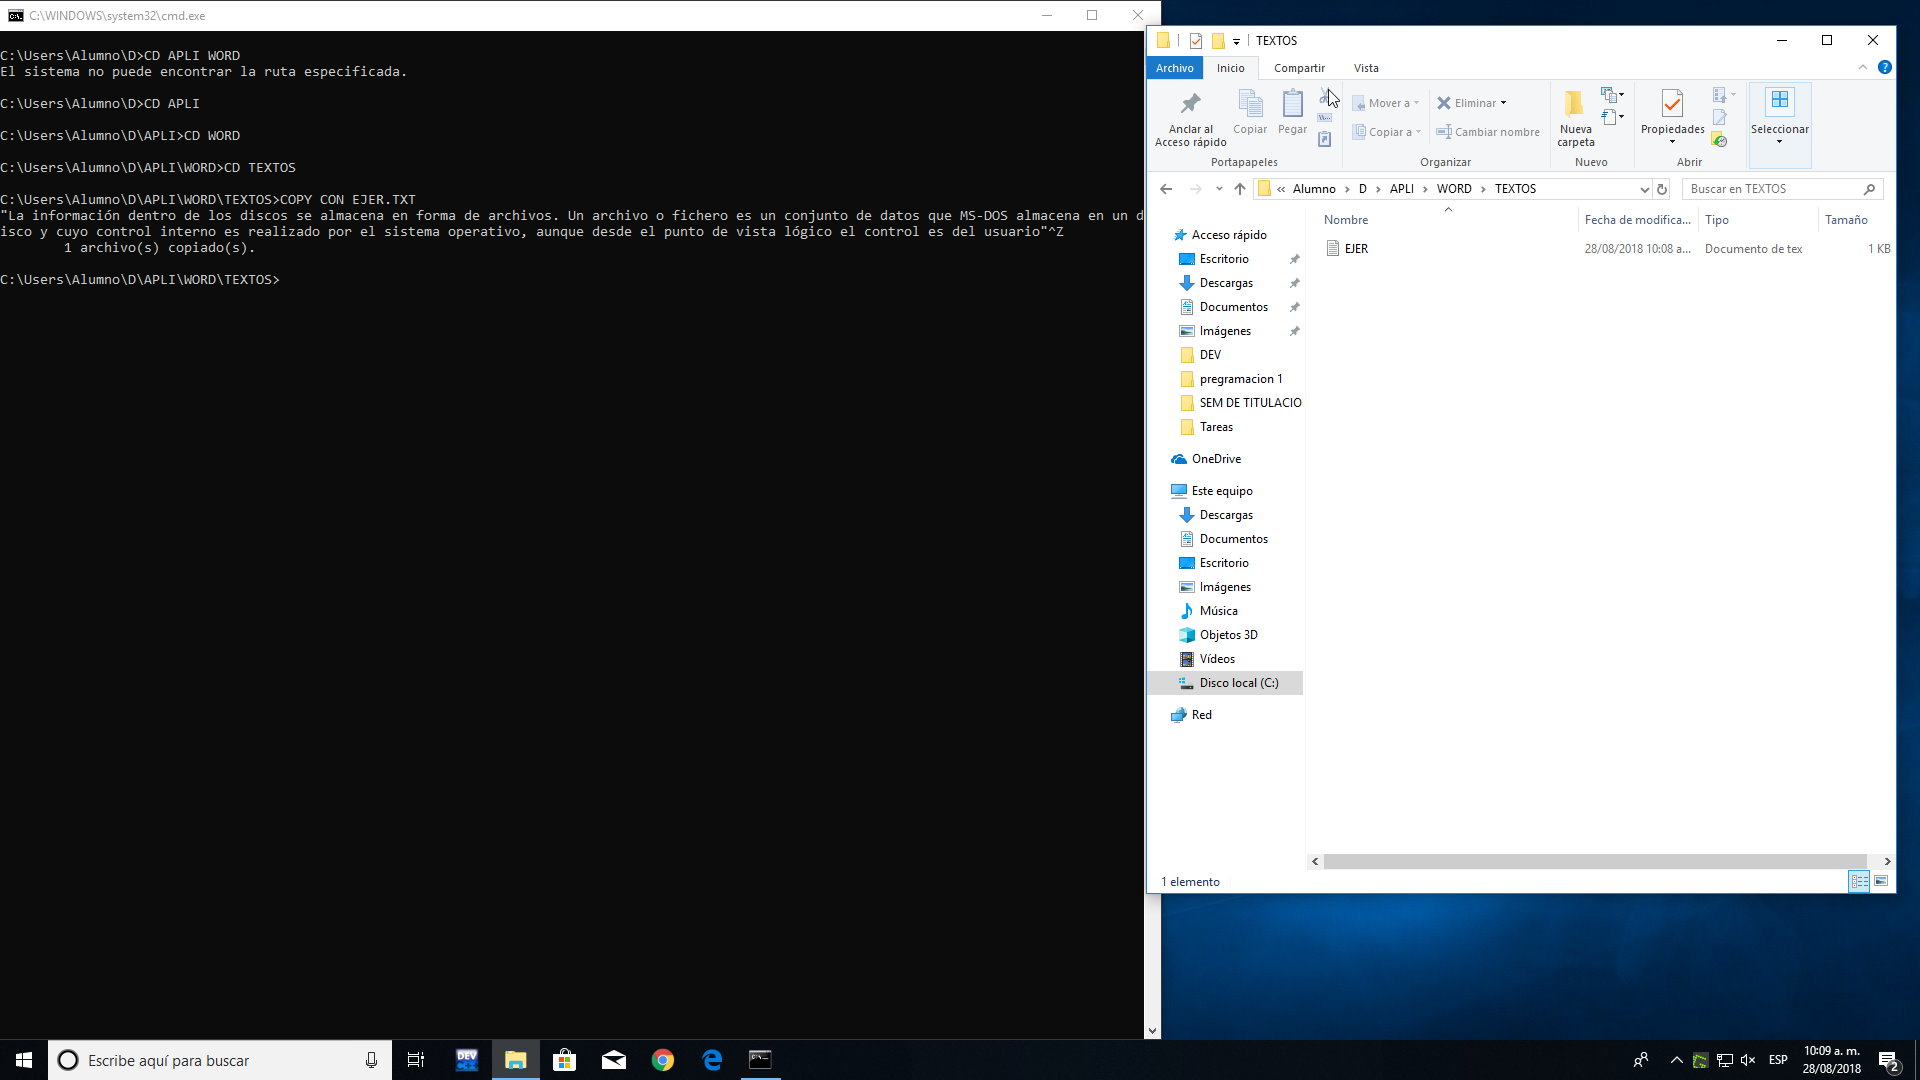 C:\WINDOWS\system32\cmd.exe
C:\Users\Alumno\D>CD APLI WORD
El sistema no puede encontrar la ruta especificada.
C:\Users\Alumno\D>CD APLI
C:\Users\Alumno\D\APLI>CD WORD
C:\Users\Alumno\D\APLI\WORD>CD TEXTOS
C:\Users\Alumno\D\APLI\WORD\TEXTOS>COPY CON EJER.TXT
"La información dentro de los discos se almacena en forma de archivos. Un archivo o fichero es un conjunto de datos que MS-DOS almacena en un d
isco y cuyo control interno es realizado por el sistema operativo, aunque desde el punto de vista lógico el control es del usuario"^Z
1 archivo(s) copiado(s).
C:\Users\Alumno\D\APLI\WORD\TEXTOS>
TEXTOS
Archivo Inicio Compartir Vista
Anclar al
Acceso rápido
Copiar
Pegar
Portapapeles
Mover a
Copiar a
Eliminar
Cambiar nombre
Organizar
Nueva
carpeta
Nuevo
Propiedades
Abrir
Seleccionar
« Alumno > D > APLI > WORD > TEXTOS
Buscar en TEXTOS
Nombre Fecha de modifica... Tipo Tamaño
EJER 28/08/2018 10:08 a... Documento de tex 1 KB
Acceso rápido
Escritorio
Descargas
Documentos
Imágenes
DEV
pregramacion 1
SEM DE TITULACIO
Tareas
OneDrive
Este equipo
Descargas
Documentos
Escritorio
Imágenes
Música
Objetos 3D
Vídeos
Disco local (C:)
Red
1 elemento
Escribe aquí para buscar
DEV
ESP
10:09 a. m.
28/08/2018
2